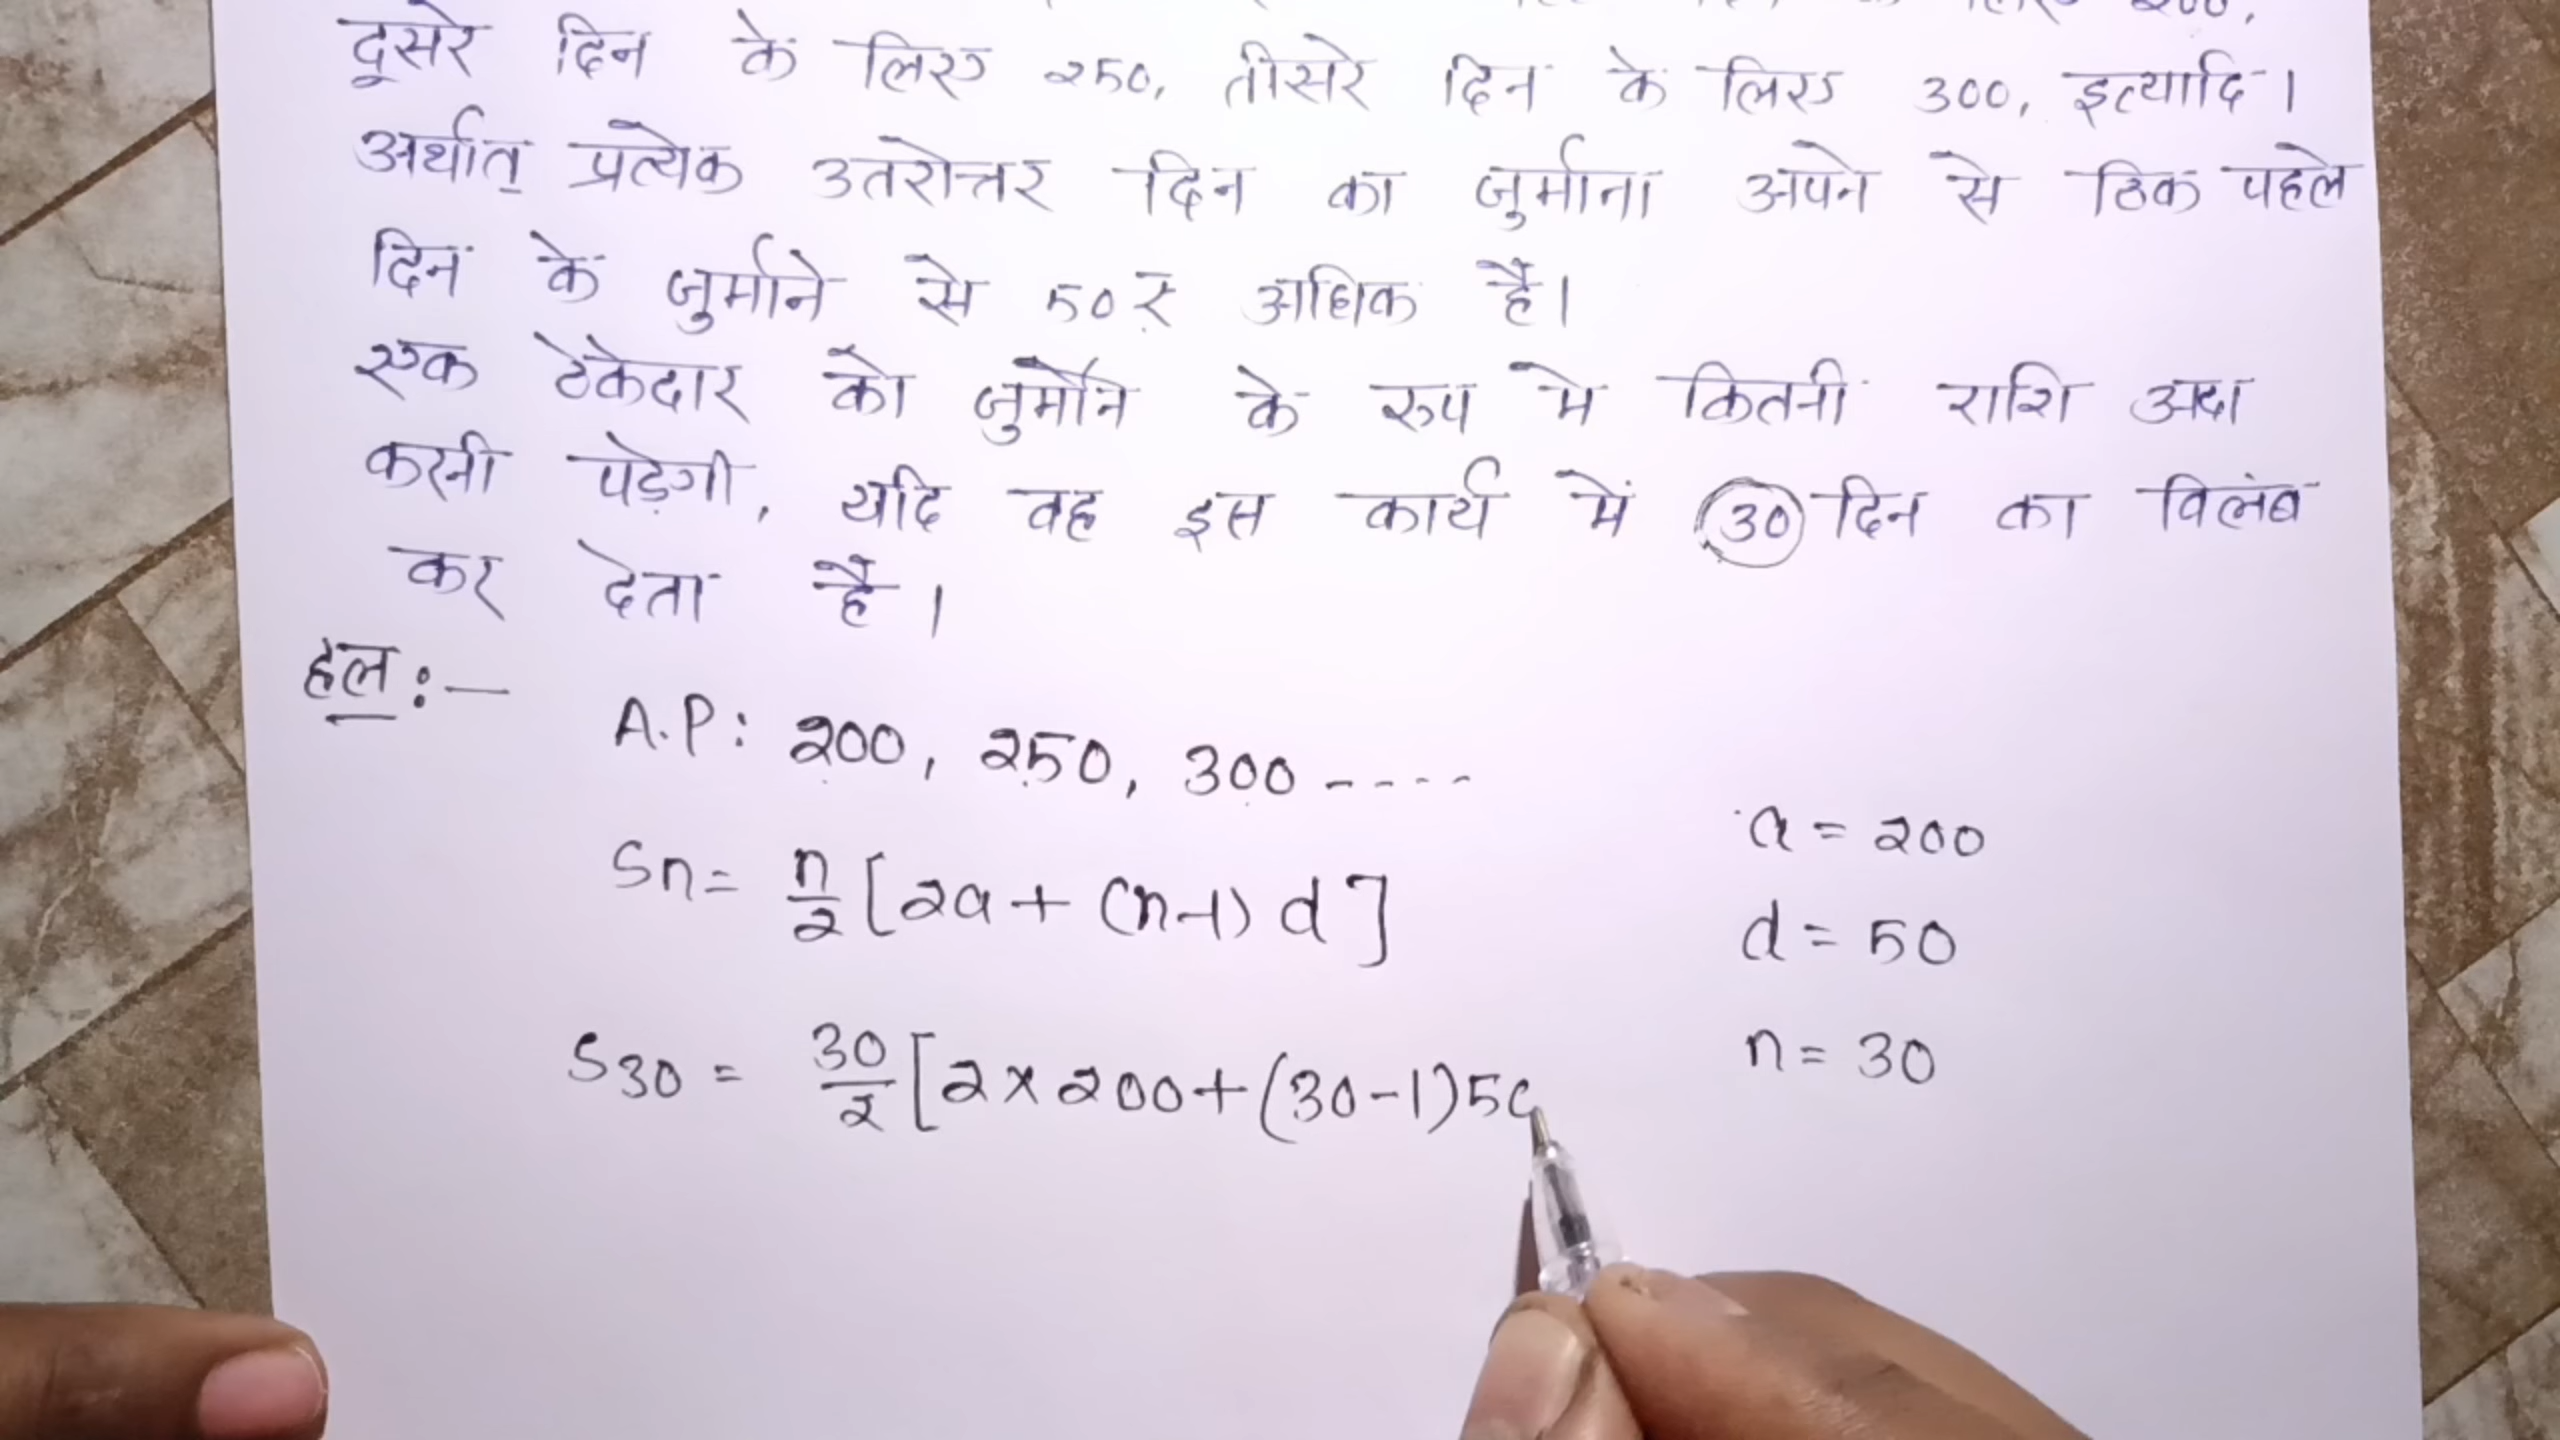 के लिए 200,
दूसरे दिन के लिए 250, तीसरे दिन के लिए 300, इत्यादि।
अर्थात् प्रत्येक उतरोत्तर दिन का जुर्माना अपने से ठिक पहले
दिन के जुर्माने से 50रु अधिक है।
एक ठेकेदार को जुर्माने के रुप मे कितनी राशि अदा
करनी पड़ेगी, यदि वह इस कार्य में 30 दिन का विलंब
कर देता है।
हल :—
A.P: 200, 250, 300 ----
a = 200
Sn = n/2 [2a + (n-1) d]
d = 50
n = 30
S30 = 30/2 [2 × 200 + (30-1)50